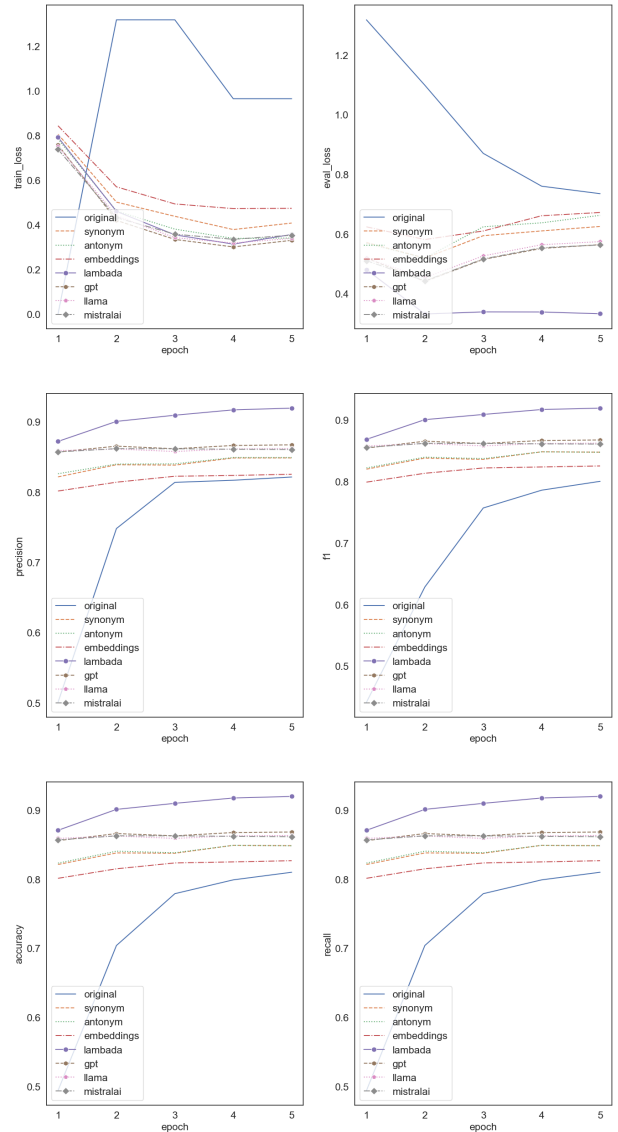 train_loss
1.2
1.0
0.8
0.6
0.4
0.2
0.0
original
synonym
antonym
embeddings
lambada
gpt
llama
mistralai
1 2 3 4 5
epoch
eval_loss
1.2
1.0
0.8
0.6
0.4
original
synonym
antonym
embeddings
lambada
gpt
llama
mistralai
1 2 3 4 5
epoch
precision
0.9
0.8
0.7
0.6
0.5
original
synonym
antonym
embeddings
lambada
gpt
llama
mistralai
1 2 3 4 5
epoch
f1
0.9
0.8
0.7
0.6
0.5
original
synonym
antonym
embeddings
lambada
gpt
llama
mistralai
1 2 3 4 5
epoch
accuracy
0.9
0.8
0.7
0.6
0.5
original
synonym
antonym
embeddings
lambada
gpt
llama
mistralai
1 2 3 4 5
epoch
recall
0.9
0.8
0.7
0.6
0.5
original
synonym
antonym
embeddings
lambada
gpt
llama
mistralai
1 2 3 4 5
epoch